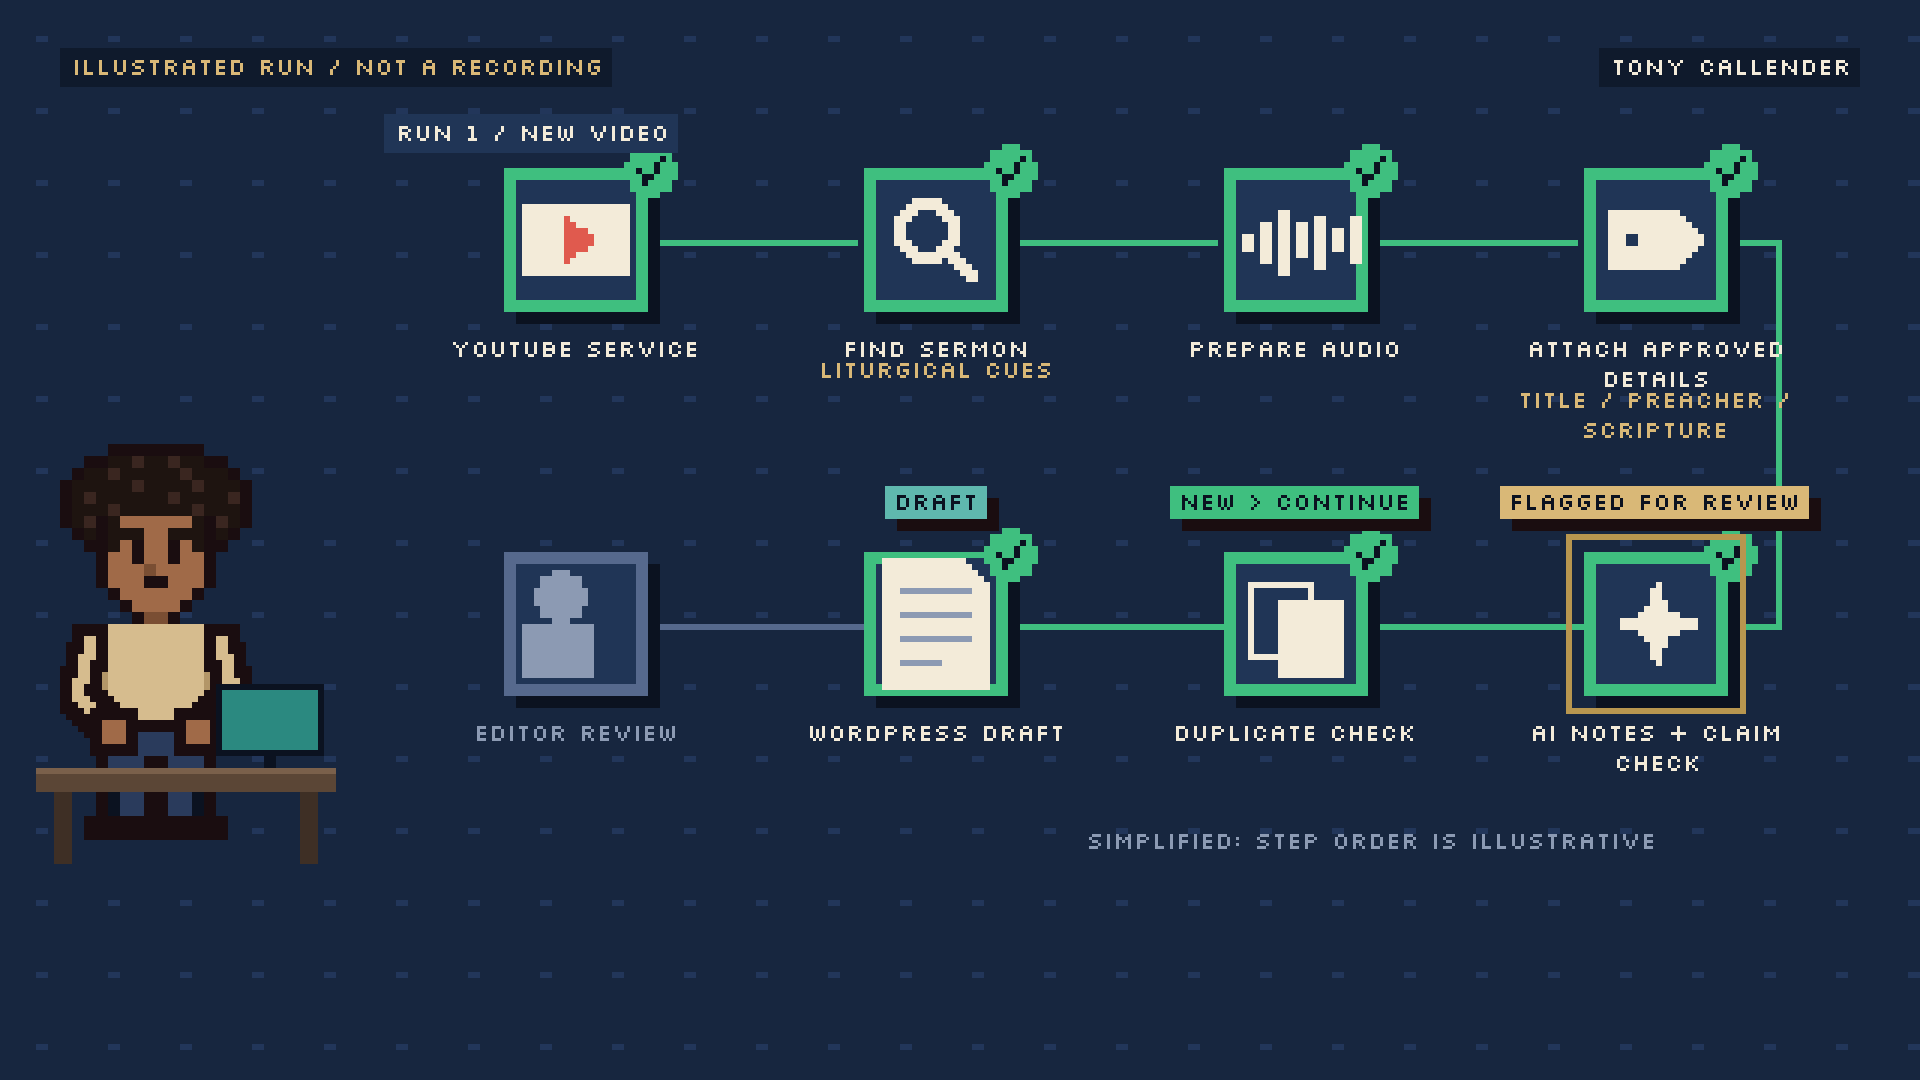 ILLUSTRATED RUN / NOT A RECORDING
TONY CALLENDER
RUN 1 / NEW VIDEO
YOUTUBE SERVICE
FIND SERMON
LITURGICAL CUES
PREPARE AUDIO
ATTACH APPROVED
DETAILS
TITLE / PREACHER /
SCRIPTURE
DRAFT
NEW > CONTINUE
FLAGGED FOR REVIEW
EDITOR REVIEW
WORDPRESS DRAFT
DUPLICATE CHECK
AI NOTES + CLAIM
CHECK
SIMPLIFIED: STEP ORDER IS ILLUSTRATIVE